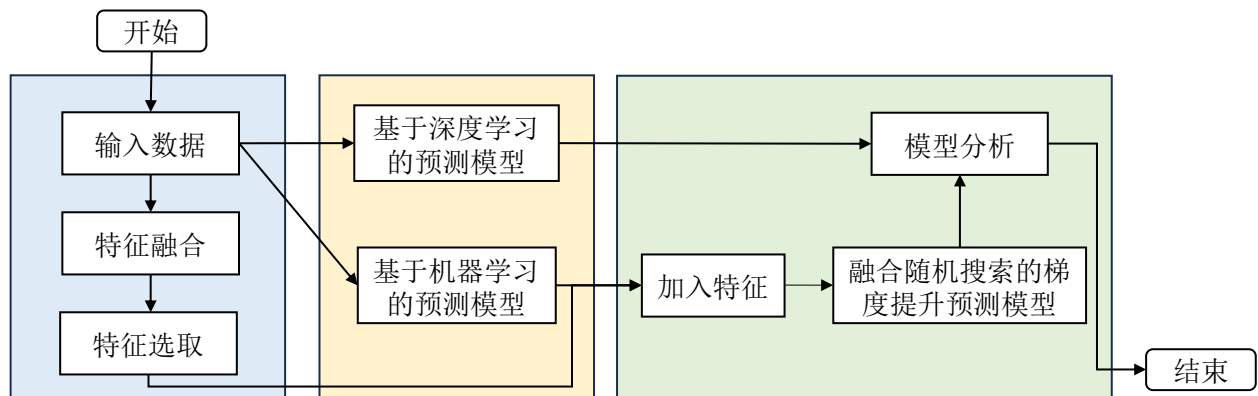 开始
输入数据
特征融合
特征选取
基于深度学习
的预测模型
基于机器学习
的预测模型
加入特征
模型分析
融合随机搜索的梯
度提升预测模型
结束